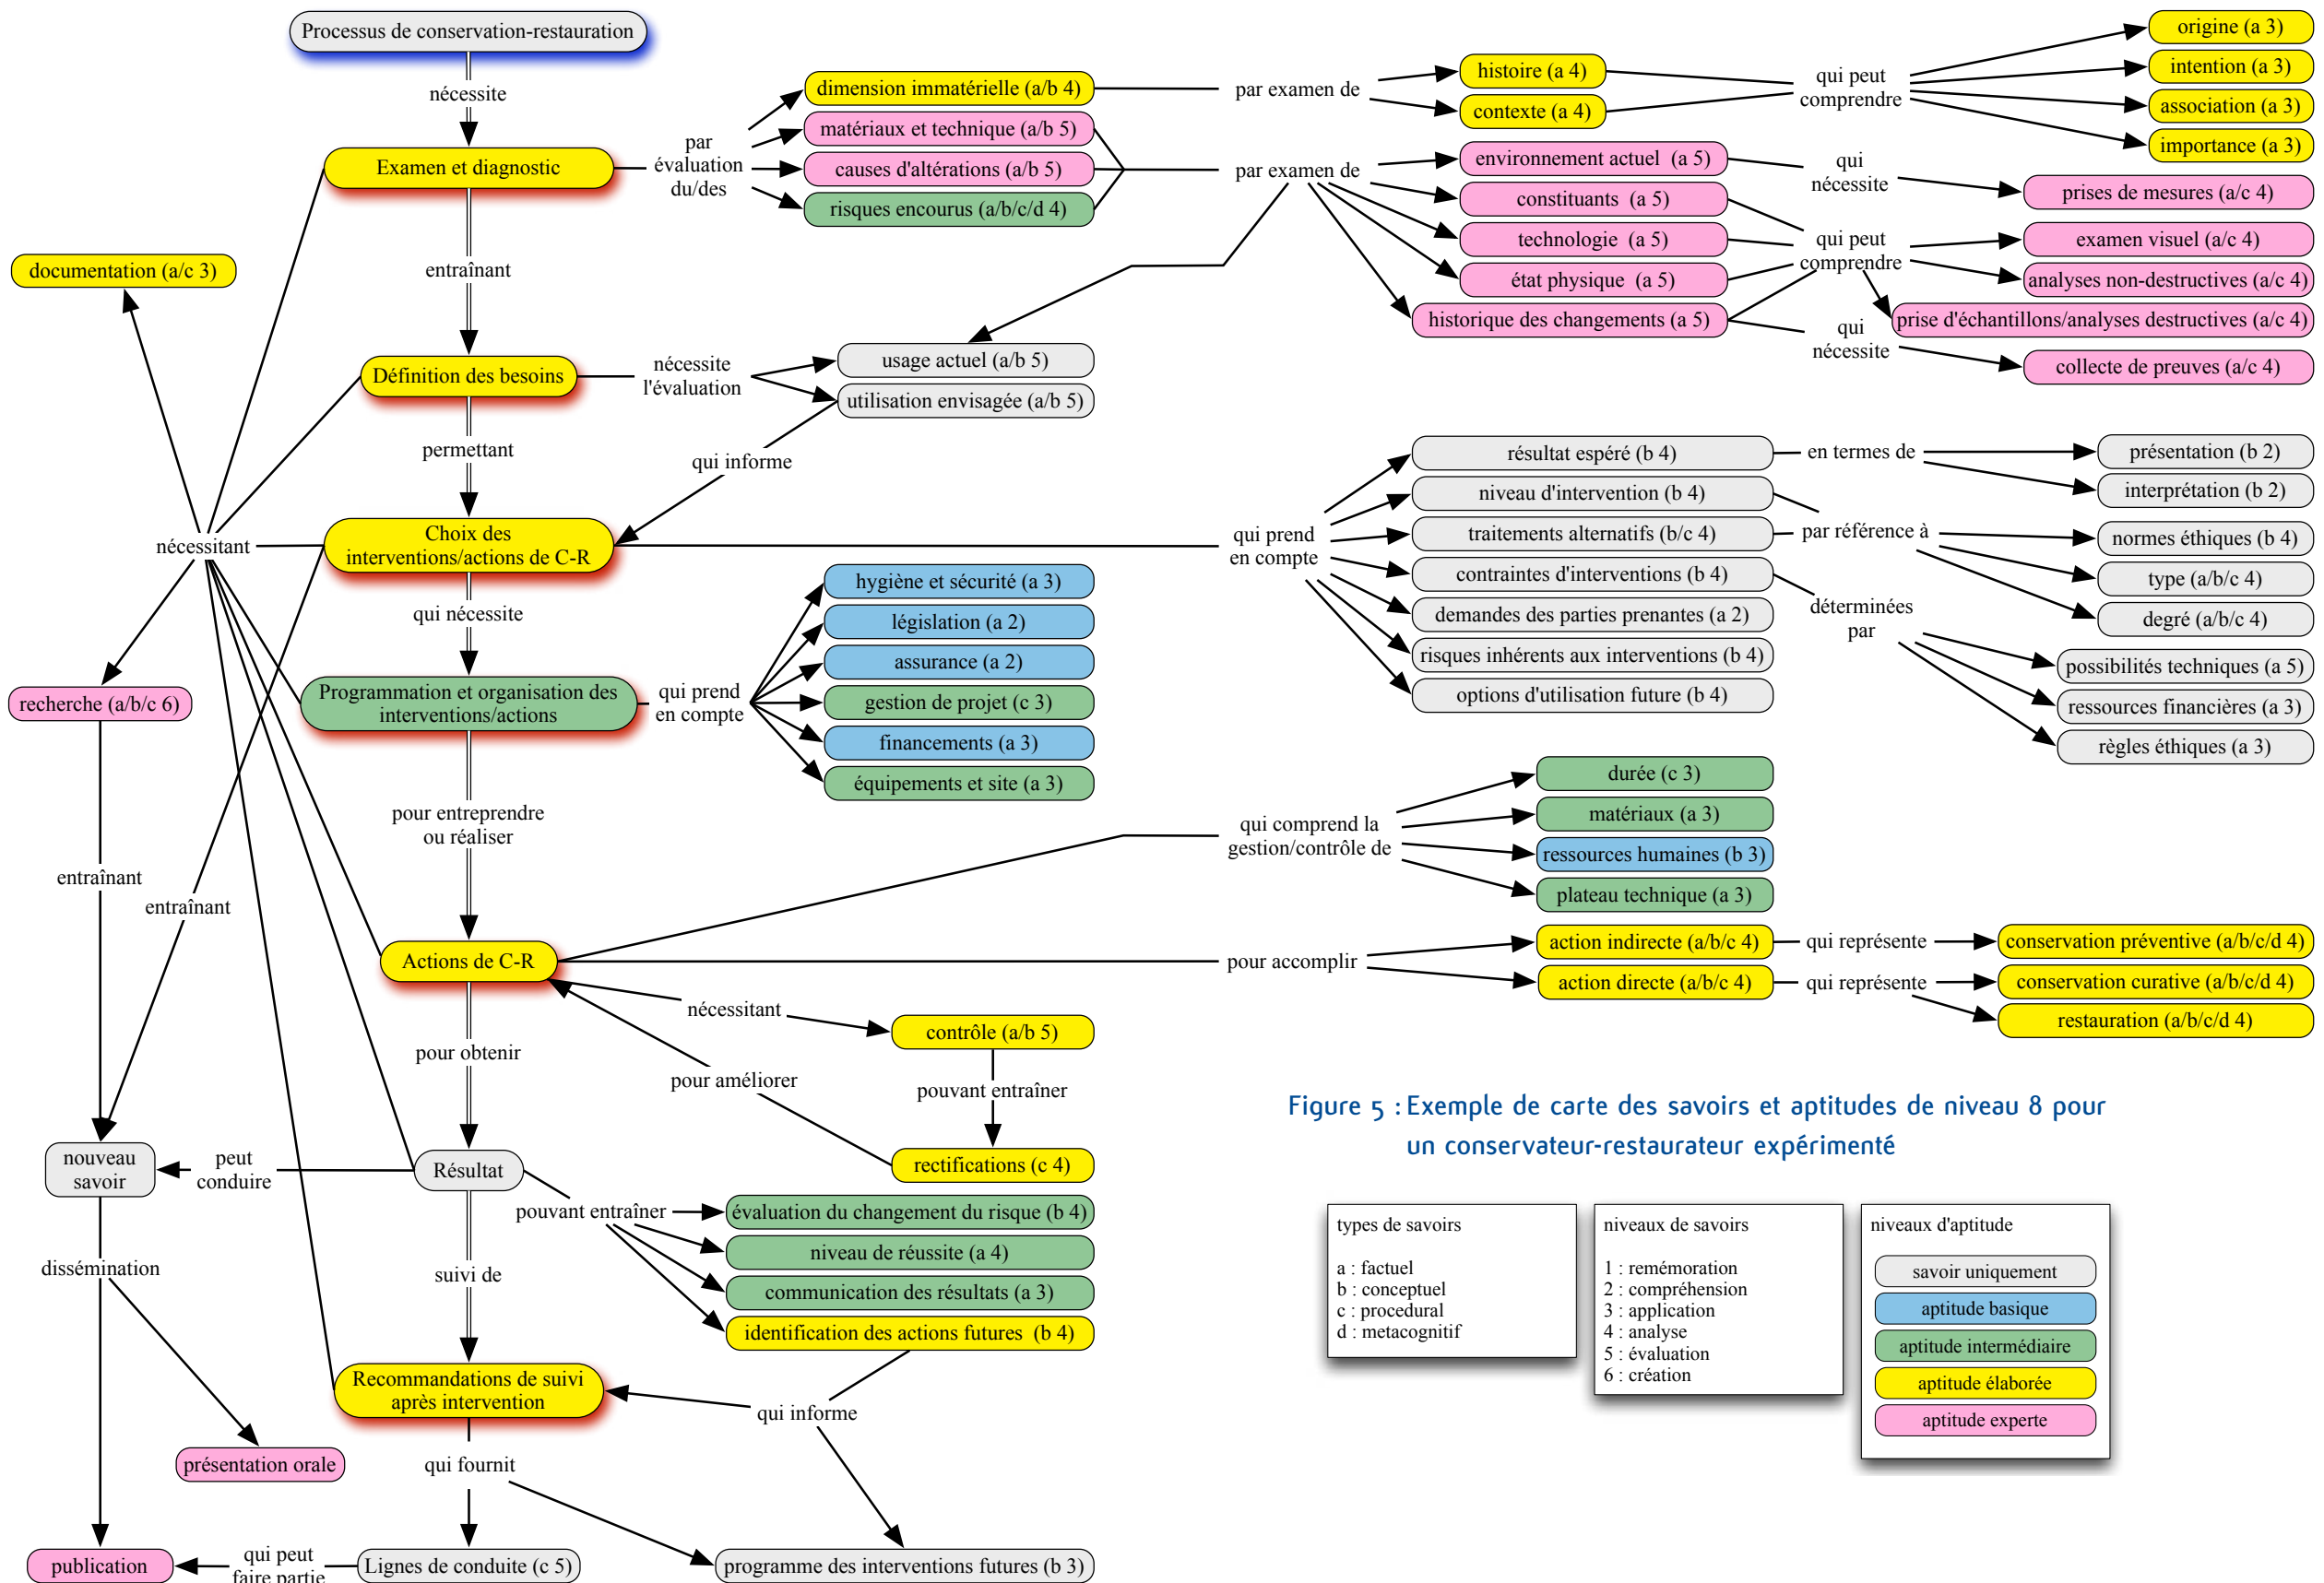 Processus de conservation-restauration
nécessite
Examen et diagnostic
par
évaluation
du/des
dimension immatérielle (a/b 4)
matériaux et technique (a/b 5)
causes d'altérations (a/b 5)
risques encourus (a/b/c/d 4)
par examen de
histoire (a 4)
contexte (a 4)
qui peut
comprendre
origine (a 3)
intention (a 3)
association (a 3)
importance (a 3)
par examen de
environnement actuel (a 5)
constituants (a 5)
technologie (a 5)
état physique (a 5)
historique des changements (a 5)
qui
nécessite
prises de mesures (a/c 4)
qui peut
comprendre
examen visuel (a/c 4)
analyses non-destructives (a/c 4)
prise d'échantillons/analyses destructives (a/c 4)
qui
nécessite
collecte de preuves (a/c 4)
documentation (a/c 3)
entraînant
Définition des besoins
nécessite
l'évaluation
usage actuel (a/b 5)
utilisation envisagée (a/b 5)
permettant
qui informe
nécessitant
Choix des
interventions/actions de C-R
qui prend
en compte
résultat espéré (b 4)
niveau d'intervention (b 4)
traitements alternatifs (b/c 4)
contraintes d'interventions (b 4)
demandes des parties prenantes (a 2)
risques inhérents aux interventions (b 4)
options d'utilisation future (b 4)
en termes de
présentation (b 2)
interprétation (b 2)
par référence à
normes éthiques (b 4)
type (a/b/c 4)
degré (a/b/c 4)
déterminées
par
possibilités techniques (a 5)
ressources financières (a 3)
règles éthiques (a 3)
qui nécessite
recherche (a/b/c 6)
Programmation et organisation des
interventions/actions
qui prend
en compte
hygiène et sécurité (a 3)
législation (a 2)
assurance (a 2)
gestion de projet (c 3)
financements (a 3)
équipements et site (a 3)
pour entreprendre
ou réaliser
entraînant
entraînant
qui comprend la
gestion/contrôle de
durée (c 3)
matériaux (a 3)
ressources humaines (b 3)
plateau technique (a 3)
Actions de C-R
pour accomplir
action indirecte (a/b/c 4)
action directe (a/b/c 4)
qui représente
conservation préventive (a/b/c/d 4)
qui représente
conservation curative (a/b/c/d 4)
restauration (a/b/c/d 4)
nécessitant
contrôle (a/b 5)
pour obtenir
pour améliorer
pouvant entraîner
rectifications (c 4)
nouveau
savoir
peut
conduire
Résultat
pouvant entraîner
évaluation du changement du risque (b 4)
niveau de réussite (a 4)
communication des résultats (a 3)
identification des actions futures (b 4)
dissémination
suivi de
Recommandations de suivi
après intervention
qui informe
présentation orale
qui fournit
publication
qui peut
faire partie
Lignes de conduite (c 5)
programme des interventions futures (b 3)
Figure 5 : Exemple de carte des savoirs et aptitudes de niveau 8 pour
un conservateur-restaurateur expérimenté
types de savoirs
a : factuel
b : conceptuel
c : procedural
d : metacognitif
niveaux de savoirs
1 : remémoration
2 : compréhension
3 : application
4 : analyse
5 : évaluation
6 : création
niveaux d'aptitude
savoir uniquement
aptitude basique
aptitude intermédiaire
aptitude élaborée
aptitude experte